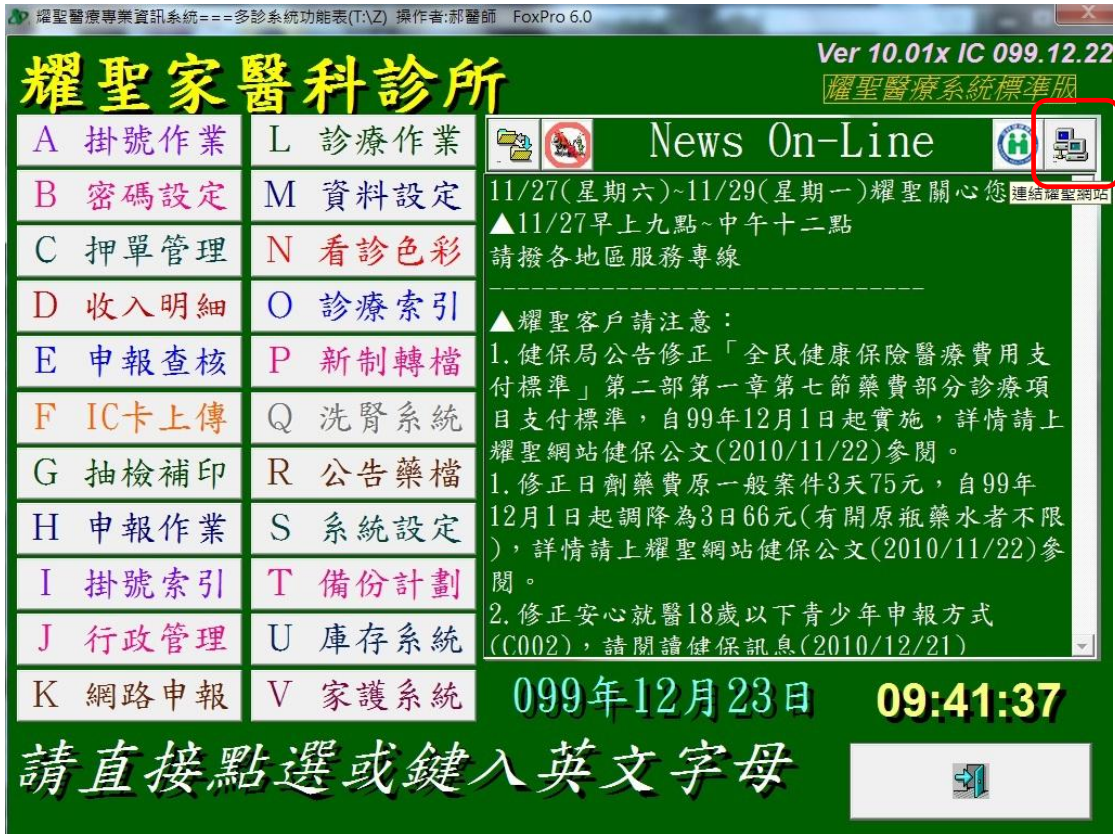 耀聖醫療專業資訊系統===多診系統功能表(T:\Z) 操作者:郝醫師 FoxPro 6.0
耀聖家醫科診所
Ver 10.01x IC 099.12.22
耀聖醫療系統標準版
A 掛號作業
B 密碼設定
C 押單管理
D 收入明細
E 申報查核
F IC卡上傳
G 抽檢補印
H 申報作業
I 掛號索引
J 行政管理
K 網路申報
L 診療作業
M 資料設定
N 看診色彩
O 診療索引
P 新制轉檔
Q 洗腎系統
R 公告藥檔
S 系統設定
T 備份計劃
U 庫存系統
V 家護系統
News On-Line
連結耀聖網站
11/27(星期六)~11/29(星期一)耀聖關心您
▲11/27早上九點~中午十二點
請撥各地區服務專線
--------------------------------
▲耀聖客戶請注意：
1.健保局公告修正「全民健康保險醫療費用支
付標準」第二部第一章第七節藥費部分診療項
目支付標準，自99年12月1日起實施，詳情請上
耀聖網站健保公文(2010/11/22)參閱。
1.修正日劑藥費原一般案件3天75元，自99年
12月1日起調降為3日66元(有開原瓶藥水者不限
)，詳情請上耀聖網站健保公文(2010/11/22)參
閱。
2.修正安心就醫18歲以下青少年申報方式
(C002)，請閱讀健保訊息(2010/12/21)
099年12月23日
09:41:37
請直接點選或鍵入英文字母